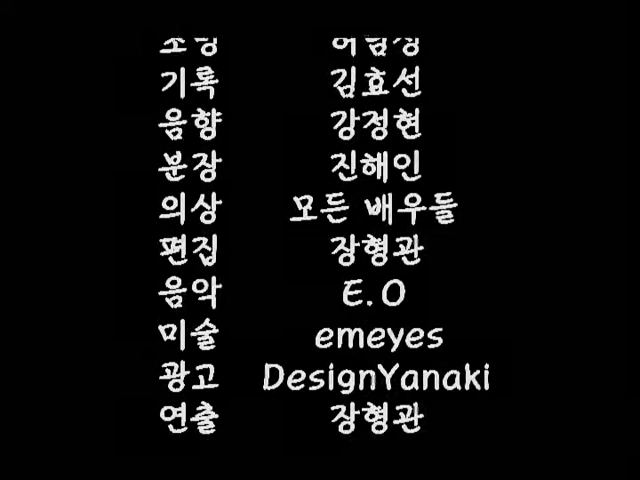 기록 김효선
음향 강정현
분장 진해인
의상 모든 배우들
편집 장형관
음악 E.O
미술 emeyes
광고 DesignYanaki
연출 장형관